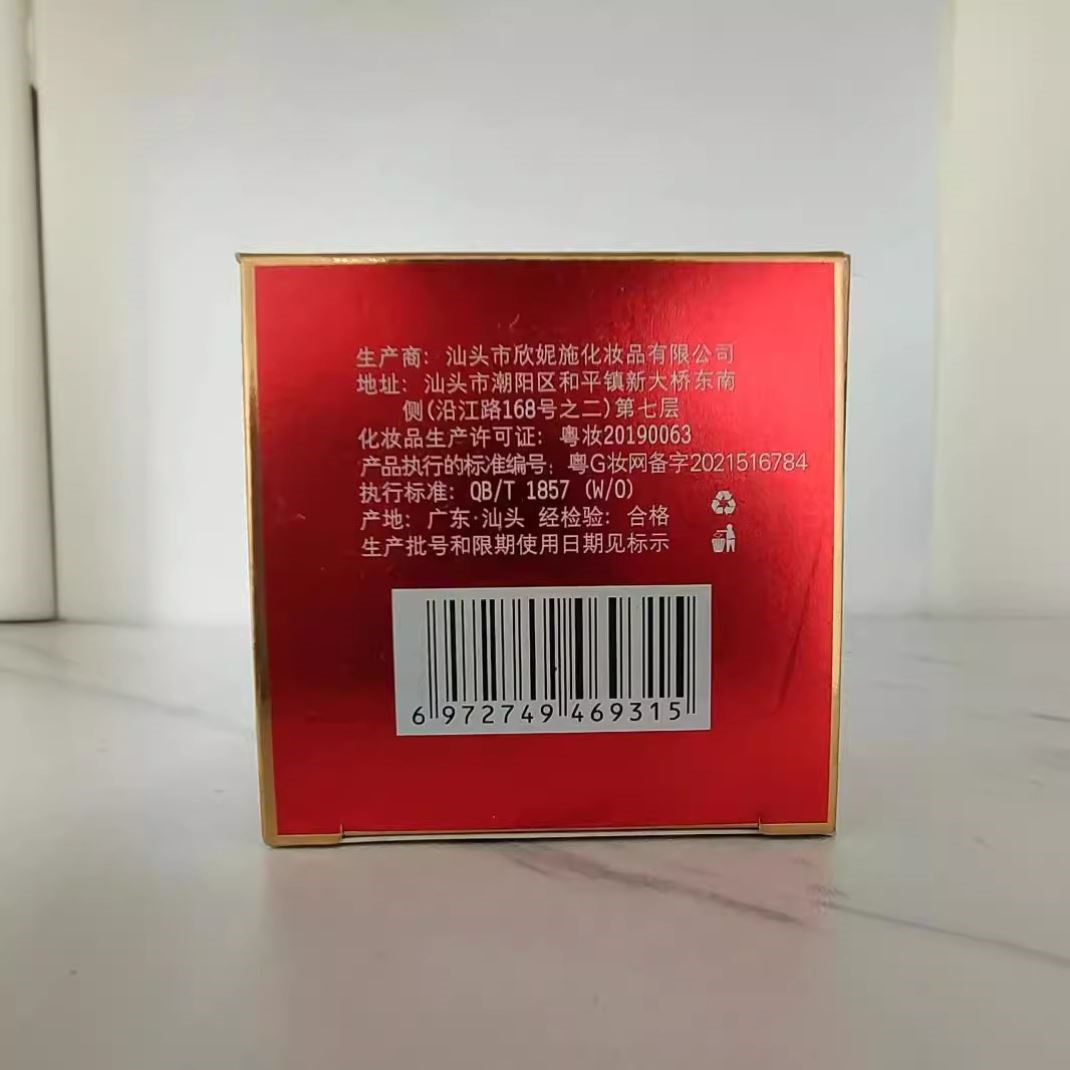 生产商：汕头市欣妮施化妆品有限公司
地址：汕头市潮阳区和平镇新大桥东南
侧(沿江路168号之二)第七层
化妆品生产许可证：粤妆20190063
产品执行的标准编号：粤G妆网备字2021516784
执行标准：QB/T 1857 (W/O)
产地：广东·汕头 经检验：合格
生产批号和限期使用日期见标示
6972749469315